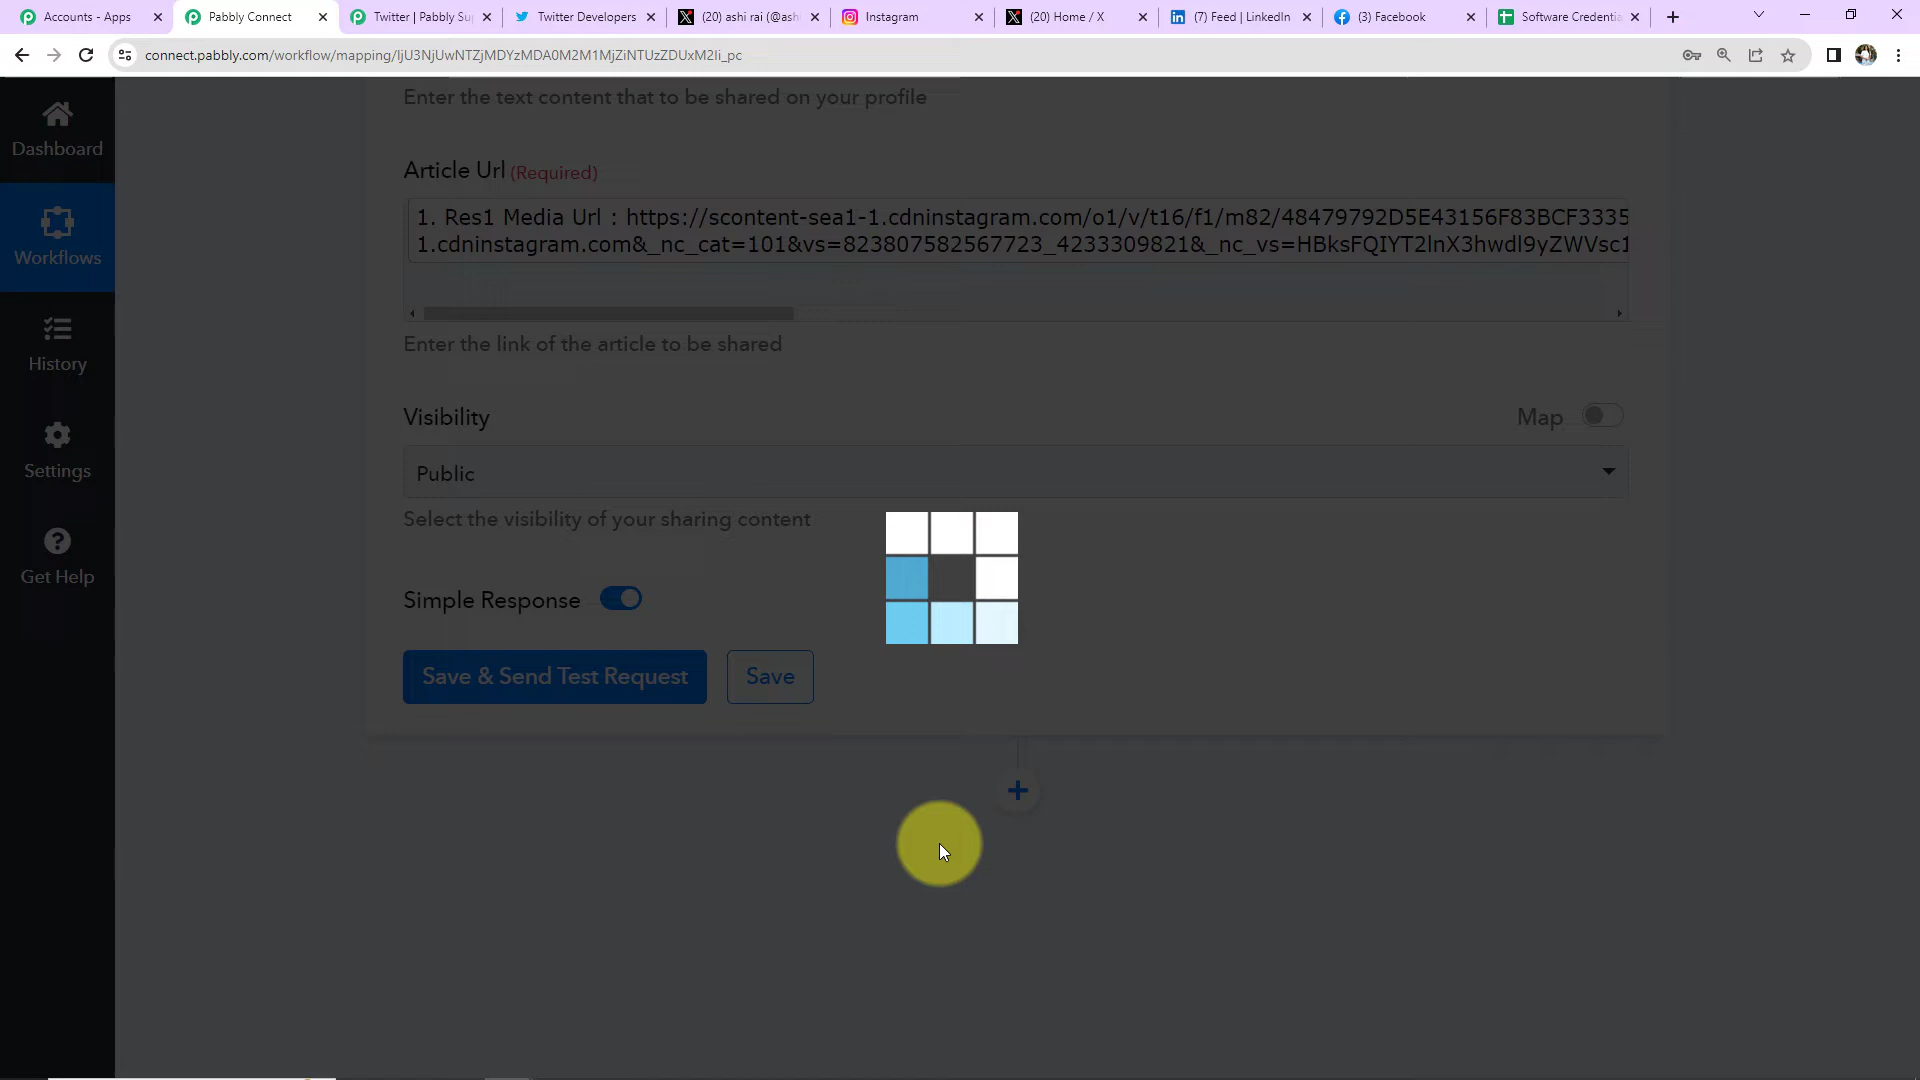 Accounts - Apps
Pabbly Connect
Twitter | Pabbly Su
Twitter Developers
(20) ashi rai (@ash
Instagram
(20) Home / X
(7) Feed | LinkedIn
(3) Facebook
Software Credentia
connect.pabbly.com/workflow/mapping/
Enter the text content that to be shared on your profile
Dashboard
Article Url (Required)
1. Res1 Media Url : https://scontent-sea1-1.cdninstagram.com/o1/v/t16/f1/m82/48479792D5E43156F83BCF3335
1.cdninstagram.com&_nc_cat=101&vs=823807582567723_4233309821&_nc_vs=HBksFQIYT2lnX3hwdl9yZWVsc1
Workflows
Enter the link of the article to be shared
History
Visibility
Map
Settings
Public
Select the visibility of your sharing content
Get Help
Simple Response
Save & Send Test Request
Save